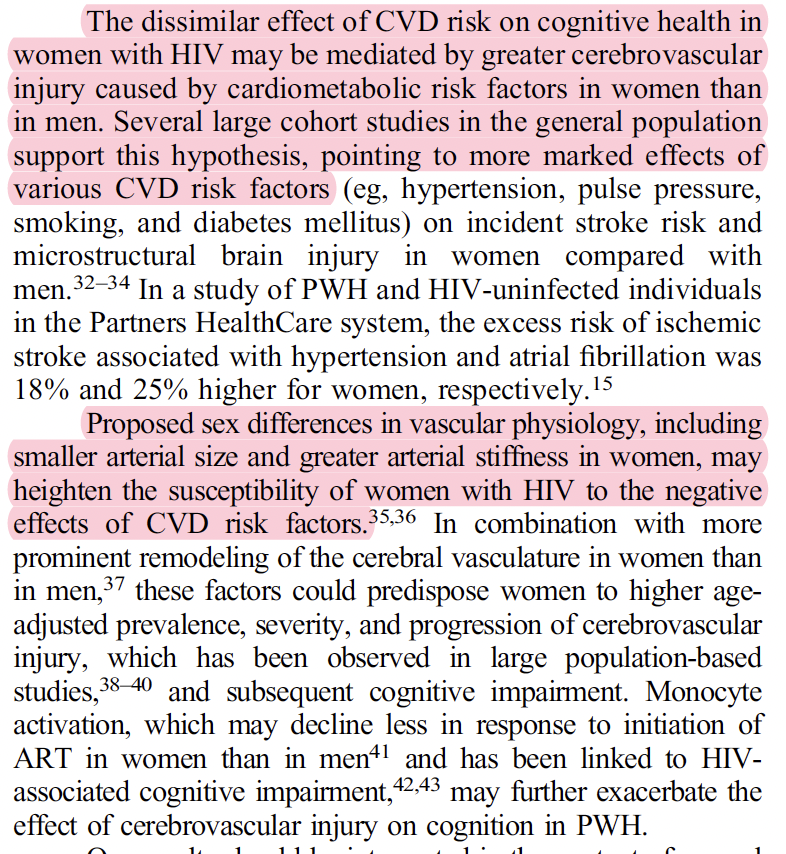 The dissimilar effect of CVD risk on cognitive health in
women with HIV may be mediated by greater cerebrovascular
injury caused by cardiometabolic risk factors in women than
in men. Several large cohort studies in the general population
support this hypothesis, pointing to more marked effects of
various CVD risk factors (eg, hypertension, pulse pressure,
smoking, and diabetes mellitus) on incident stroke risk and
microstructural brain injury in women compared with
men.32–34 In a study of PWH and HIV-uninfected individuals
in the Partners HealthCare system, the excess risk of ischemic
stroke associated with hypertension and atrial fibrillation was
18% and 25% higher for women, respectively.15
Proposed sex differences in vascular physiology, including
smaller arterial size and greater arterial stiffness in women, may
heighten the susceptibility of women with HIV to the negative
effects of CVD risk factors.35,36 In combination with more
prominent remodeling of the cerebral vasculature in women than
in men,37 these factors could predispose women to higher age-
adjusted prevalence, severity, and progression of cerebrovascular
injury, which has been observed in large population-based
studies,38–40 and subsequent cognitive impairment. Monocyte
activation, which may decline less in response to initiation of
ART in women than in men41 and has been linked to HIV-
associated cognitive impairment,42,43 may further exacerbate the
effect of cerebrovascular injury on cognition in PWH.